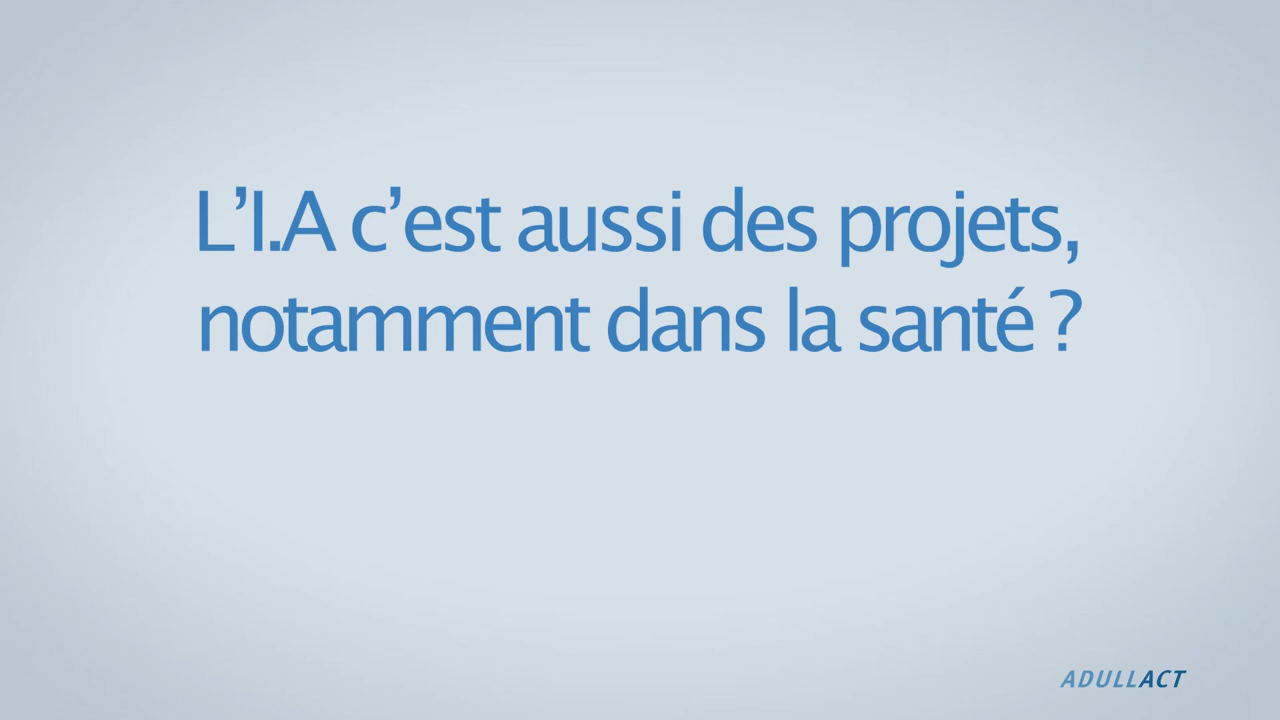 L’I.A c’est aussi des projets,
notamment dans la santé ?
ADULLACT